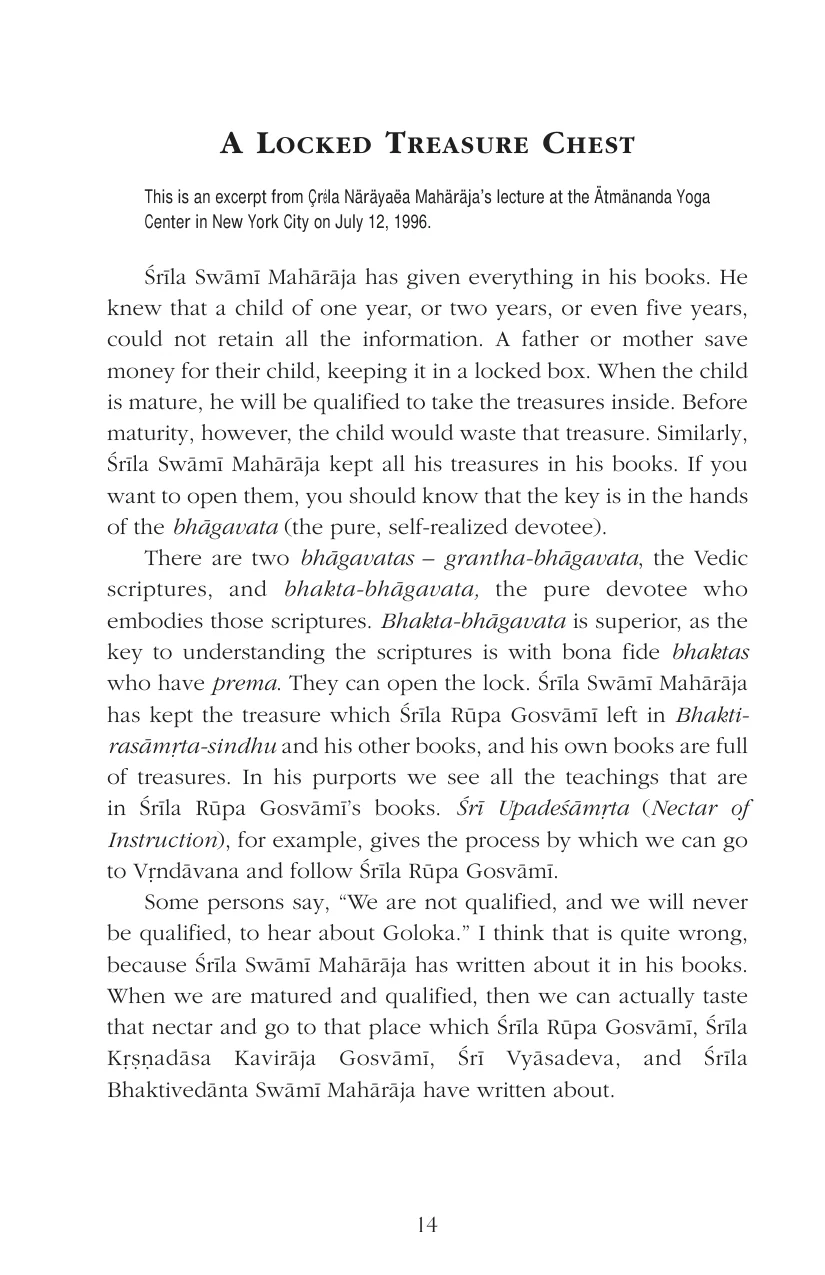 A Locked Treasure Chest
This is an excerpt from Çréla Näräyaëa Mahäräja’s lecture at the Ätmänanda Yoga
Center in New York City on July 12, 1996.
Śrīla Swāmī Mahārāja has given everything in his books. He
knew that a child of one year, or two years, or even five years,
could not retain all the information. A father or mother save
money for their child, keeping it in a locked box. When the child
is mature, he will be qualified to take the treasures inside. Before
maturity, however, the child would waste that treasure. Similarly,
Śrīla Swāmī Mahārāja kept all his treasures in his books. If you
want to open them, you should know that the key is in the hands
of the bhāgavata (the pure, self-realized devotee).
There are two bhāgavatas – grantha-bhāgavata, the Vedic
scriptures, and bhakta-bhāgavata, the pure devotee who
embodies those scriptures. Bhakta-bhāgavata is superior, as the
key to understanding the scriptures is with bona fide bhaktas
who have prema. They can open the lock. Śrīla Swāmī Mahārāja
has kept the treasure which Śrīla Rūpa Gosvāmī left in Bhakti-
rasāmṛta-sindhu and his other books, and his own books are full
of treasures. In his purports we see all the teachings that are
in Śrīla Rūpa Gosvāmī’s books. Śrī Upadeśāmṛta (Nectar of
Instruction), for example, gives the process by which we can go
to Vṛndāvana and follow Śrīla Rūpa Gosvāmī.
Some persons say, “We are not qualified, and we will never
be qualified, to hear about Goloka.” I think that is quite wrong,
because Śrīla Swāmī Mahārāja has written about it in his books.
When we are matured and qualified, then we can actually taste
that nectar and go to that place which Śrīla Rūpa Gosvāmī, Śrīla
Kṛṣṇadāsa Kavirāja Gosvāmī, Śrī Vyāsadeva, and Śrīla
Bhaktivedānta Swāmī Mahārāja have written about.
14